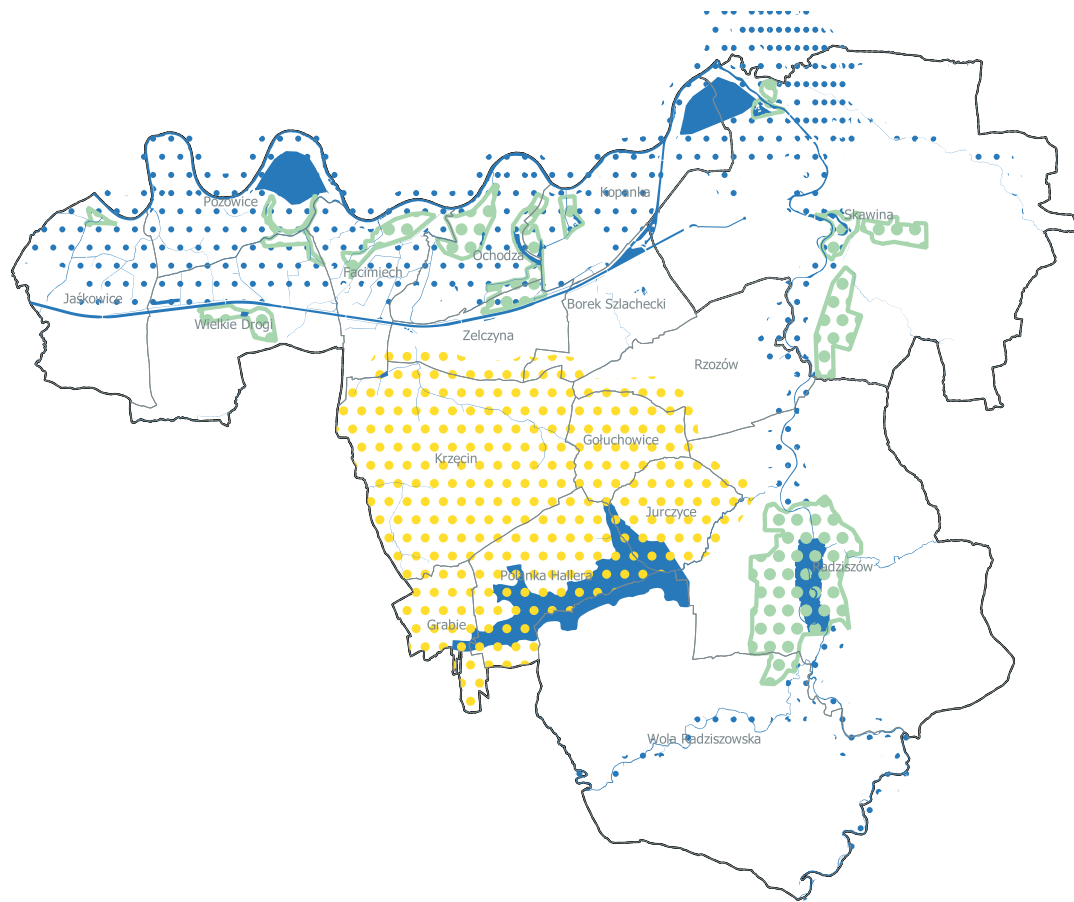 Kopanka
Pozowice
Skawina
Ochodza
Facimiech
Jaśkowice
Borek Szlachecki
Wielkie Drogi
Zelczyna
Rzozów
Gołuchowice
Krzęcin
Jurczyce
Radziszów
Polanka Hallera
Grabie
Wola Radziszowska